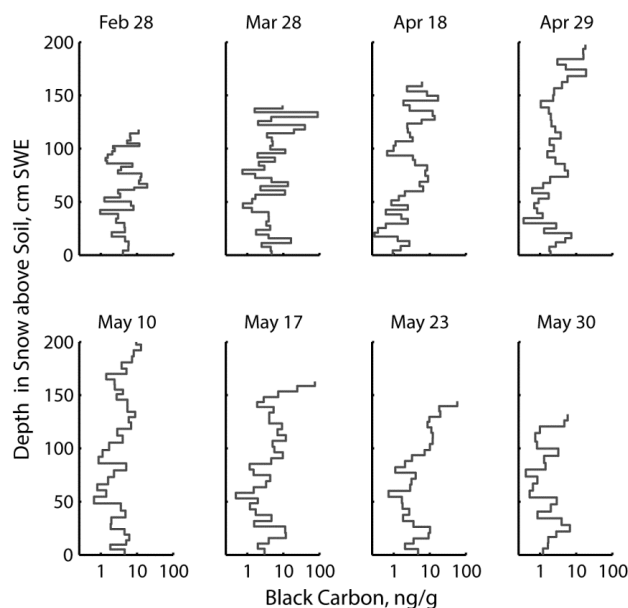 Feb 28
Mar 28
Apr 18
Apr 29
200
150
100
50
0
Depth in Snow above Soil, cm SWE
May 10
May 17
May 23
May 30
200
150
100
50
0
1 10 100
1 10 100
1 10 100
1 10 100
Black Carbon, ng/g